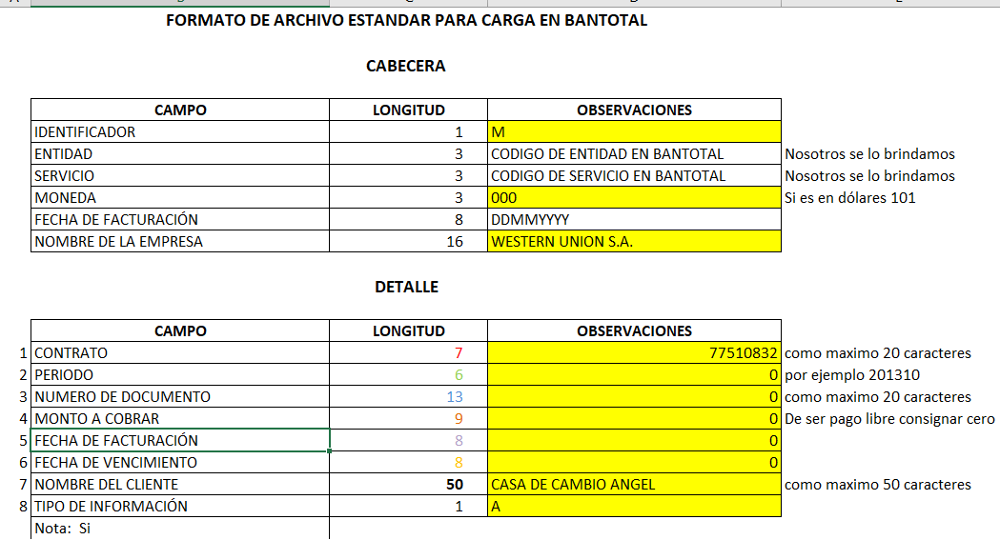 FORMATO DE ARCHIVO ESTANDAR PARA CARGA EN BANTOTAL
CABECERA
CAMPO LONGITUD OBSERVACIONES
IDENTIFICADOR 1 M
ENTIDAD 3 CODIGO DE ENTIDAD EN BANTOTAL Nosotros se lo brindamos
SERVICIO 3 CODIGO DE SERVICIO EN BANTOTAL Nosotros se lo brindamos
MONEDA 3 000 Si es en dólares 101
FECHA DE FACTURACIÓN 8 DDMMYYYY
NOMBRE DE LA EMPRESA 16 WESTERN UNION S.A.
DETALLE
CAMPO LONGITUD OBSERVACIONES
1 CONTRATO 7 77510832 como maximo 20 caracteres
2 PERIODO 6 0 por ejemplo 201310
3 NUMERO DE DOCUMENTO 13 0 como maximo 20 caracteres
4 MONTO A COBRAR 9 0 De ser pago libre consignar cero
5 FECHA DE FACTURACIÓN 8 0
6 FECHA DE VENCIMIENTO 8 0
7 NOMBRE DEL CLIENTE 50 CASA DE CAMBIO ANGEL como maximo 50 caracteres
8 TIPO DE INFORMACIÓN 1 A
Nota: Si